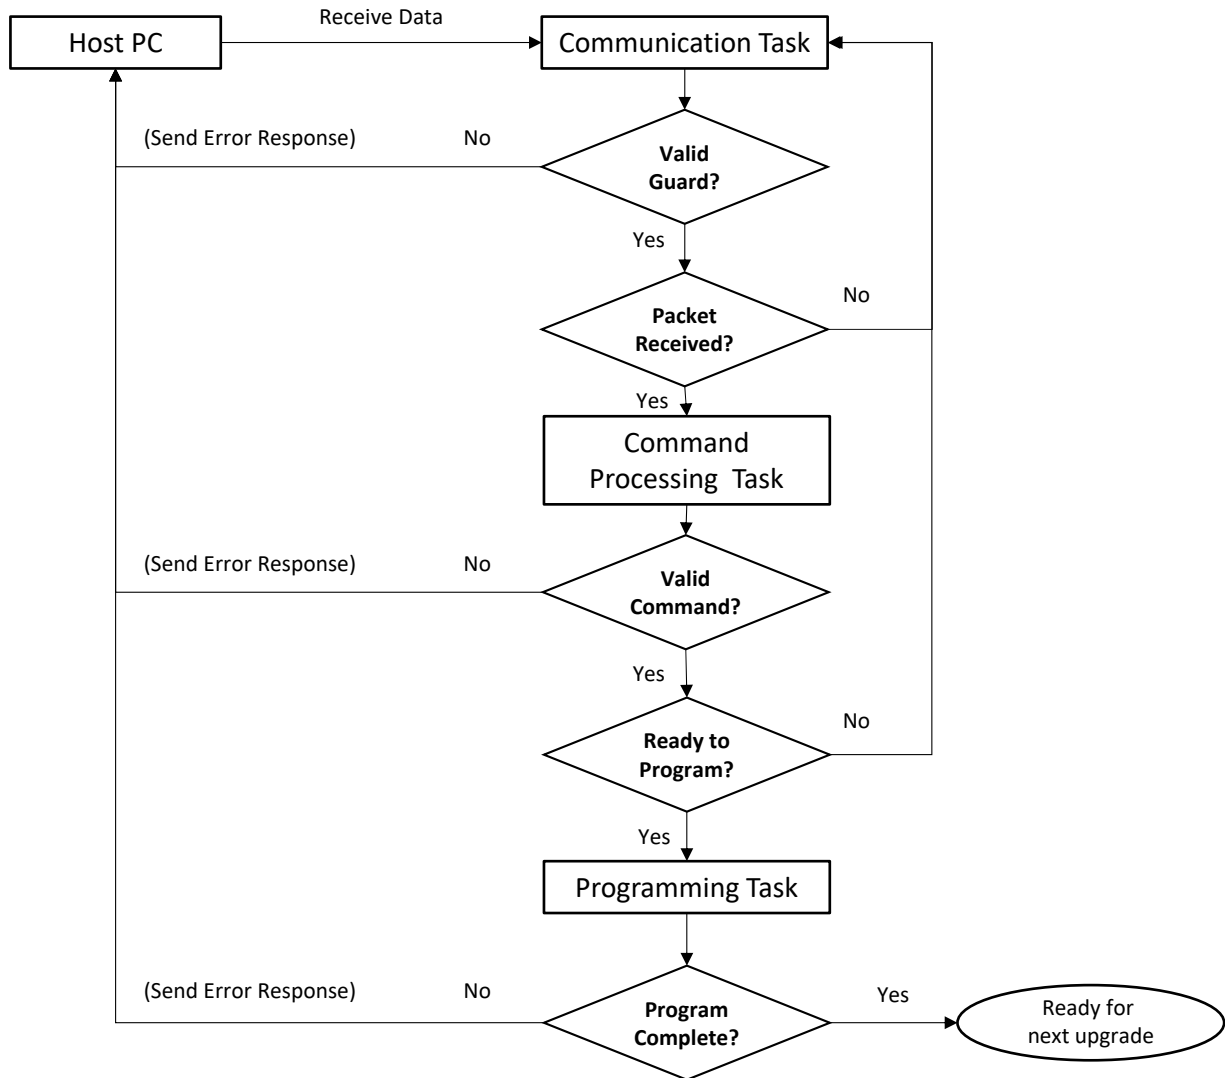 Receive Data
Host PC
Communication Task
(Send Error Response)
No
Valid
Guard?
Yes
No
Packet
Received?
Yes
Command
Processing  Task
(Send Error Response)
No
Valid
Command?
Yes
No
Ready to
Program?
Yes
Programming Task
(Send Error Response)
No
Program
Complete?
Yes
Ready for
next upgrade